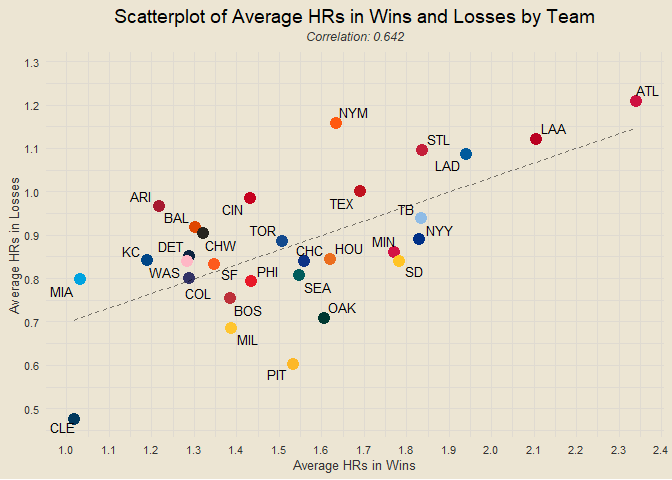 Scatterplot of Average HRs in Wins and Losses by Team
Correlation: 0.642
Average HRs in Losses
1.3
1.2
1.1
1.0
0.9
0.8
0.7
0.6
0.5
ATL
NYM
LAA
STL
LAD
ARI
CIN
TEX
TB
BAL
TOR
NYY
DET
CHW
KC
CHC
HOU
MIN
WAS
SF
PHI
SD
MIA
COL
SEA
BOS
OAK
MIL
PIT
CLE
1.0 1.1 1.2 1.3 1.4 1.5 1.6 1.7 1.8 1.9 2.0 2.1 2.2 2.3 2.4
Average HRs in Wins